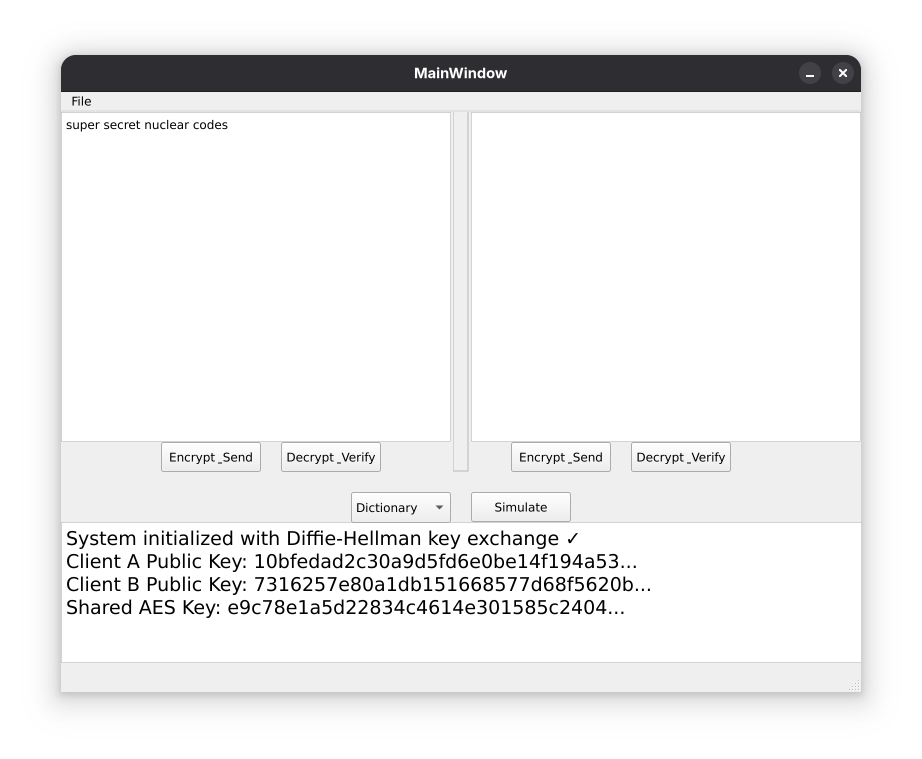 MainWindow
File
super secret nuclear codes
Encrypt_Send Decrypt_Verify Encrypt_Send Decrypt_Verify
Dictionary Simulate
System initialized with Diffie-Hellman key exchange ✓
Client A Public Key: 10bfedad2c30a9d5fd6e0be14f194a53...
Client B Public Key: 7316257e80a1db151668577d68f5620b...
Shared AES Key: e9c78e1a5d22834c4614e301585c2404...